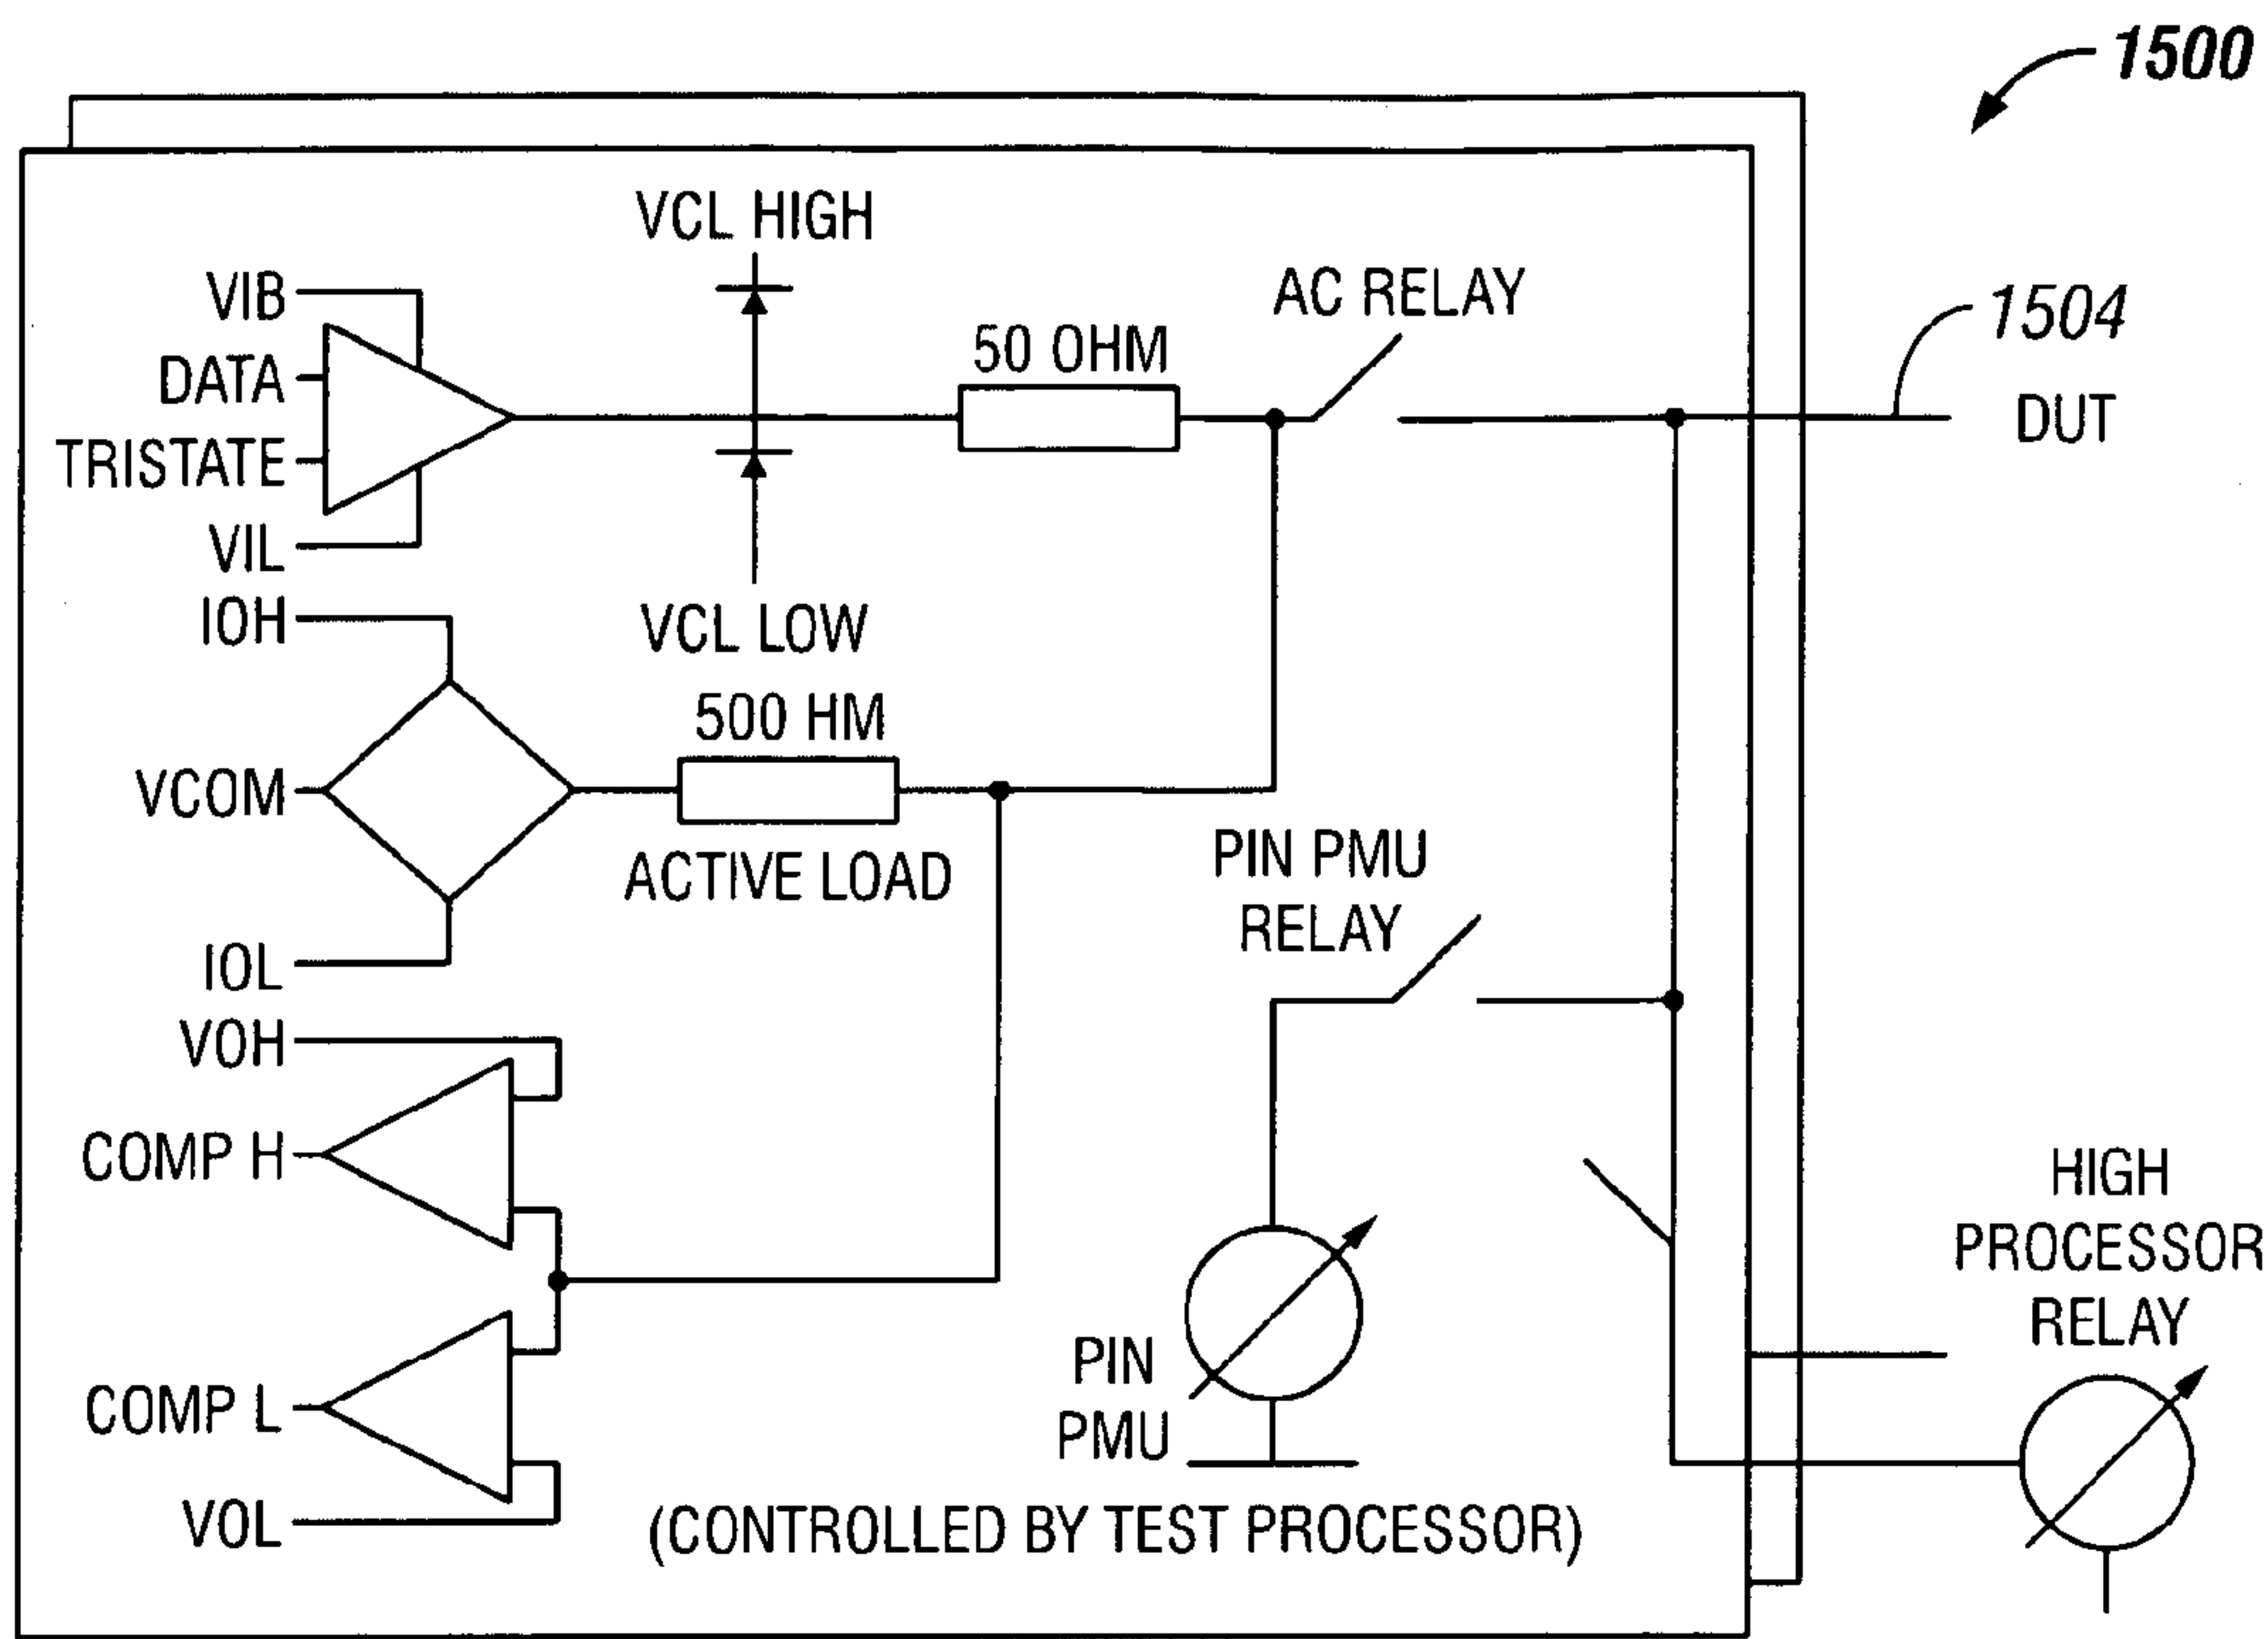 1500
VCL HIGH
VIB
AC RELAY
1504
DATA
50 OHM
DUT
TRISTATE
VIL
IOH
VCL LOW
500 HM
VCOM
ACTIVE LOAD
PIN PMU
RELAY
IOL
VOH
COMP H
HIGH
PROCESSOR
RELAY
PIN
PMU
COMP L
VOL
(CONTROLLED BY TEST PROCESSOR)